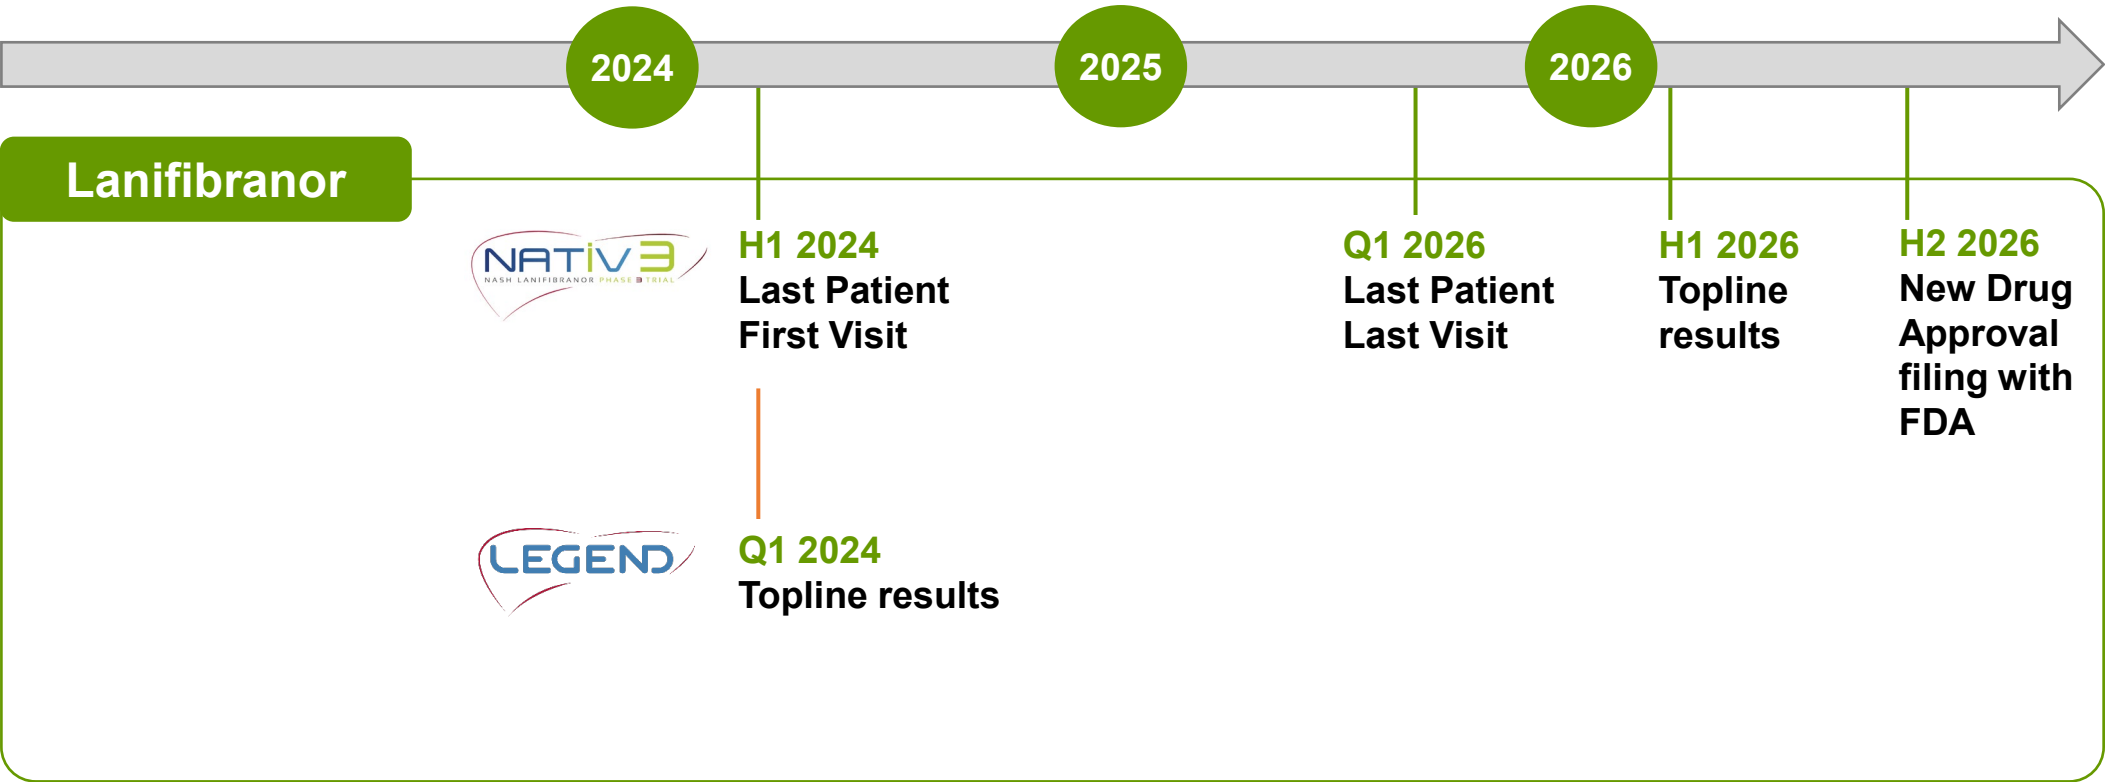 2024
2025
2026
Lanifibranor
NATiV3
NASH LANIFIBRANOR PHASE 3 TRIAL
H1 2024
Last Patient
First Visit
Q1 2026
Last Patient
Last Visit
H1 2026
Topline
results
H2 2026
New Drug
Approval
filing with
FDA
LEGEND
Q1 2024
Topline results